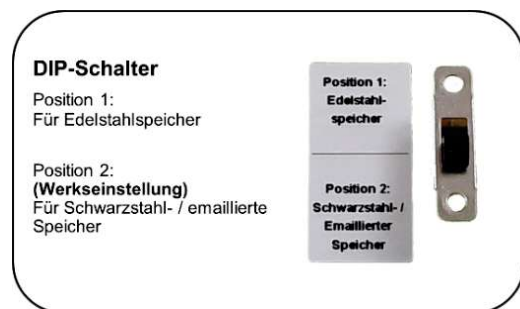 DIP-Schalter
Position 1:
Für Edelstahlspeicher
Position 2:
(Werkseinstellung)
Für Schwarzstahl- / emaillierte
Speicher
Position 1:
Edelstahl-
speicher
Position 2:
Schwarzstahl- /
Emaillierter
Speicher